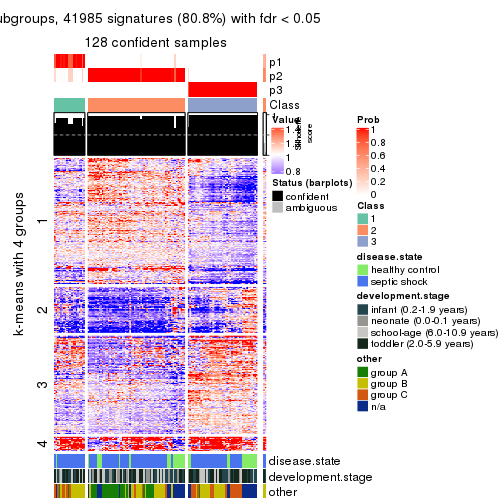 ubgroups, 41985 signatures (80.8%) with fdr < 0.05
128 confident samples
p1
p2
p3
Class
k-means with 4 groups
1
2
3
4
Value
1
0.8
Silhouette
score
Status (barplots)
confident
ambiguous
Prob
1
0.8
0.6
0.4
0.2
0
Class
1
2
3
disease.state
healthy control
septic shock
development.stage
infant (0.2-1.9 years)
neonate (0.0-0.1 years)
school-age (6.0-10.9 years)
toddler (2.0-5.9 years)
other
group A
group B
group C
n/a
disease.state
development.stage
other